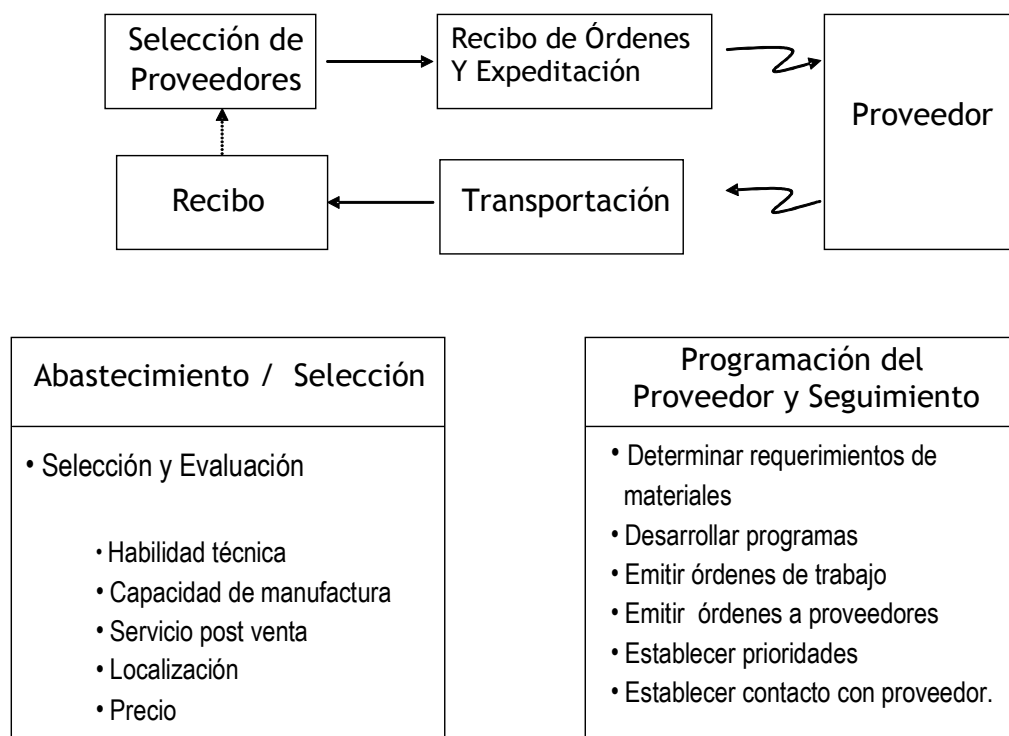 Selección de
Proveedores
Recibo de Órdenes
Y Expeditación
Proveedor
Recibo
Transportación
Abastecimiento / Selección
• Selección y Evaluación
• Habilidad técnica
• Capacidad de manufactura
• Servicio post venta
• Localización
• Precio
Programación del
Proveedor y Seguimiento
• Determinar requerimientos de
materiales
• Desarrollar programas
• Emitir órdenes de trabajo
• Emitir órdenes a proveedores
• Establecer prioridades
• Establecer contacto con proveedor.